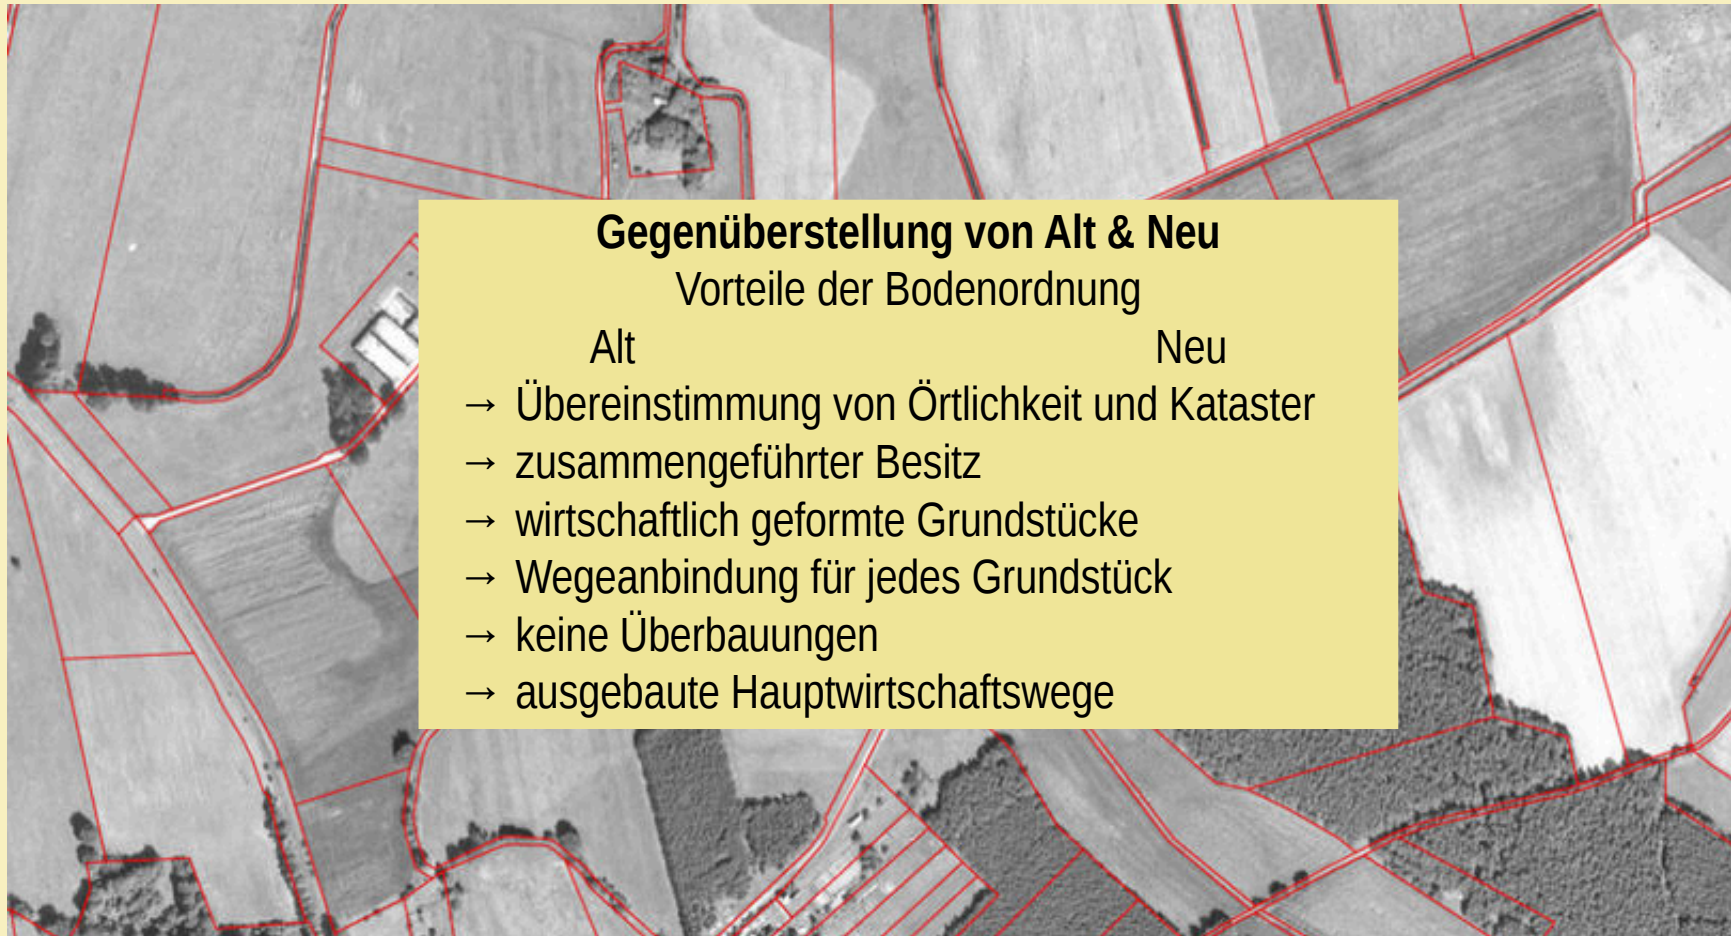 Gegenüberstellung von Alt & Neu
Vorteile der Bodenordnung
Alt Neu
→ Übereinstimmung von Örtlichkeit und Kataster
→ zusammengeführter Besitz
→ wirtschaftlich geformte Grundstücke
→ Wegeanbindung für jedes Grundstück
→ keine Überbauungen
→ ausgebaute Hauptwirtschaftswege